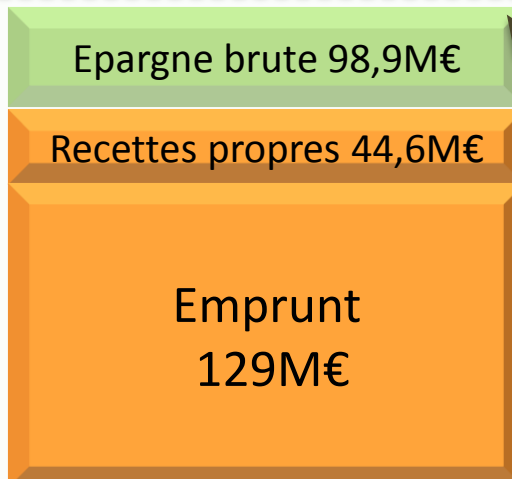 Epargne brute 98,9M€
Recettes propres 44,6M€
Emprunt
129M€